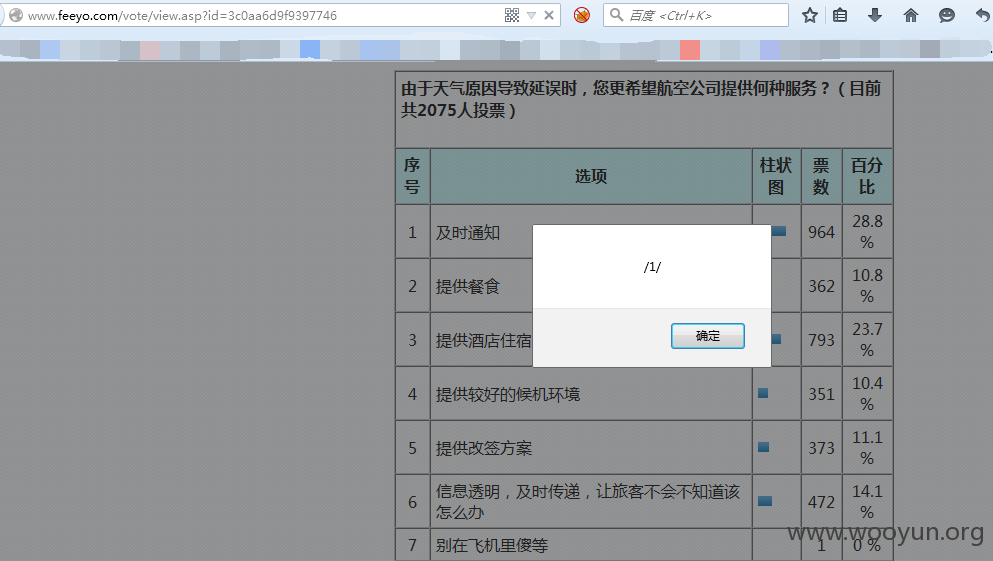 www.feeyo.com/vote/view.asp?id=3c0aa6d9f9397746
百度 <Ctrl+K>
由于天气原因导致延误时，您更希望航空公司提供何种服务？（目前
共2075人投票）
序号 选项 柱状图 票数 百分比
1 及时通知 964 28.8%
2 提供餐食 362 10.8%
3 提供酒店住宿 793 23.7%
4 提供较好的候机环境 351 10.4%
5 提供改签方案 373 11.1%
6 信息透明，及时传递，让旅客不会不知道该
怎么办 472 14.1%
7 别在飞机里傻等 1 0 %
/1/
确定
www.wooyun.org